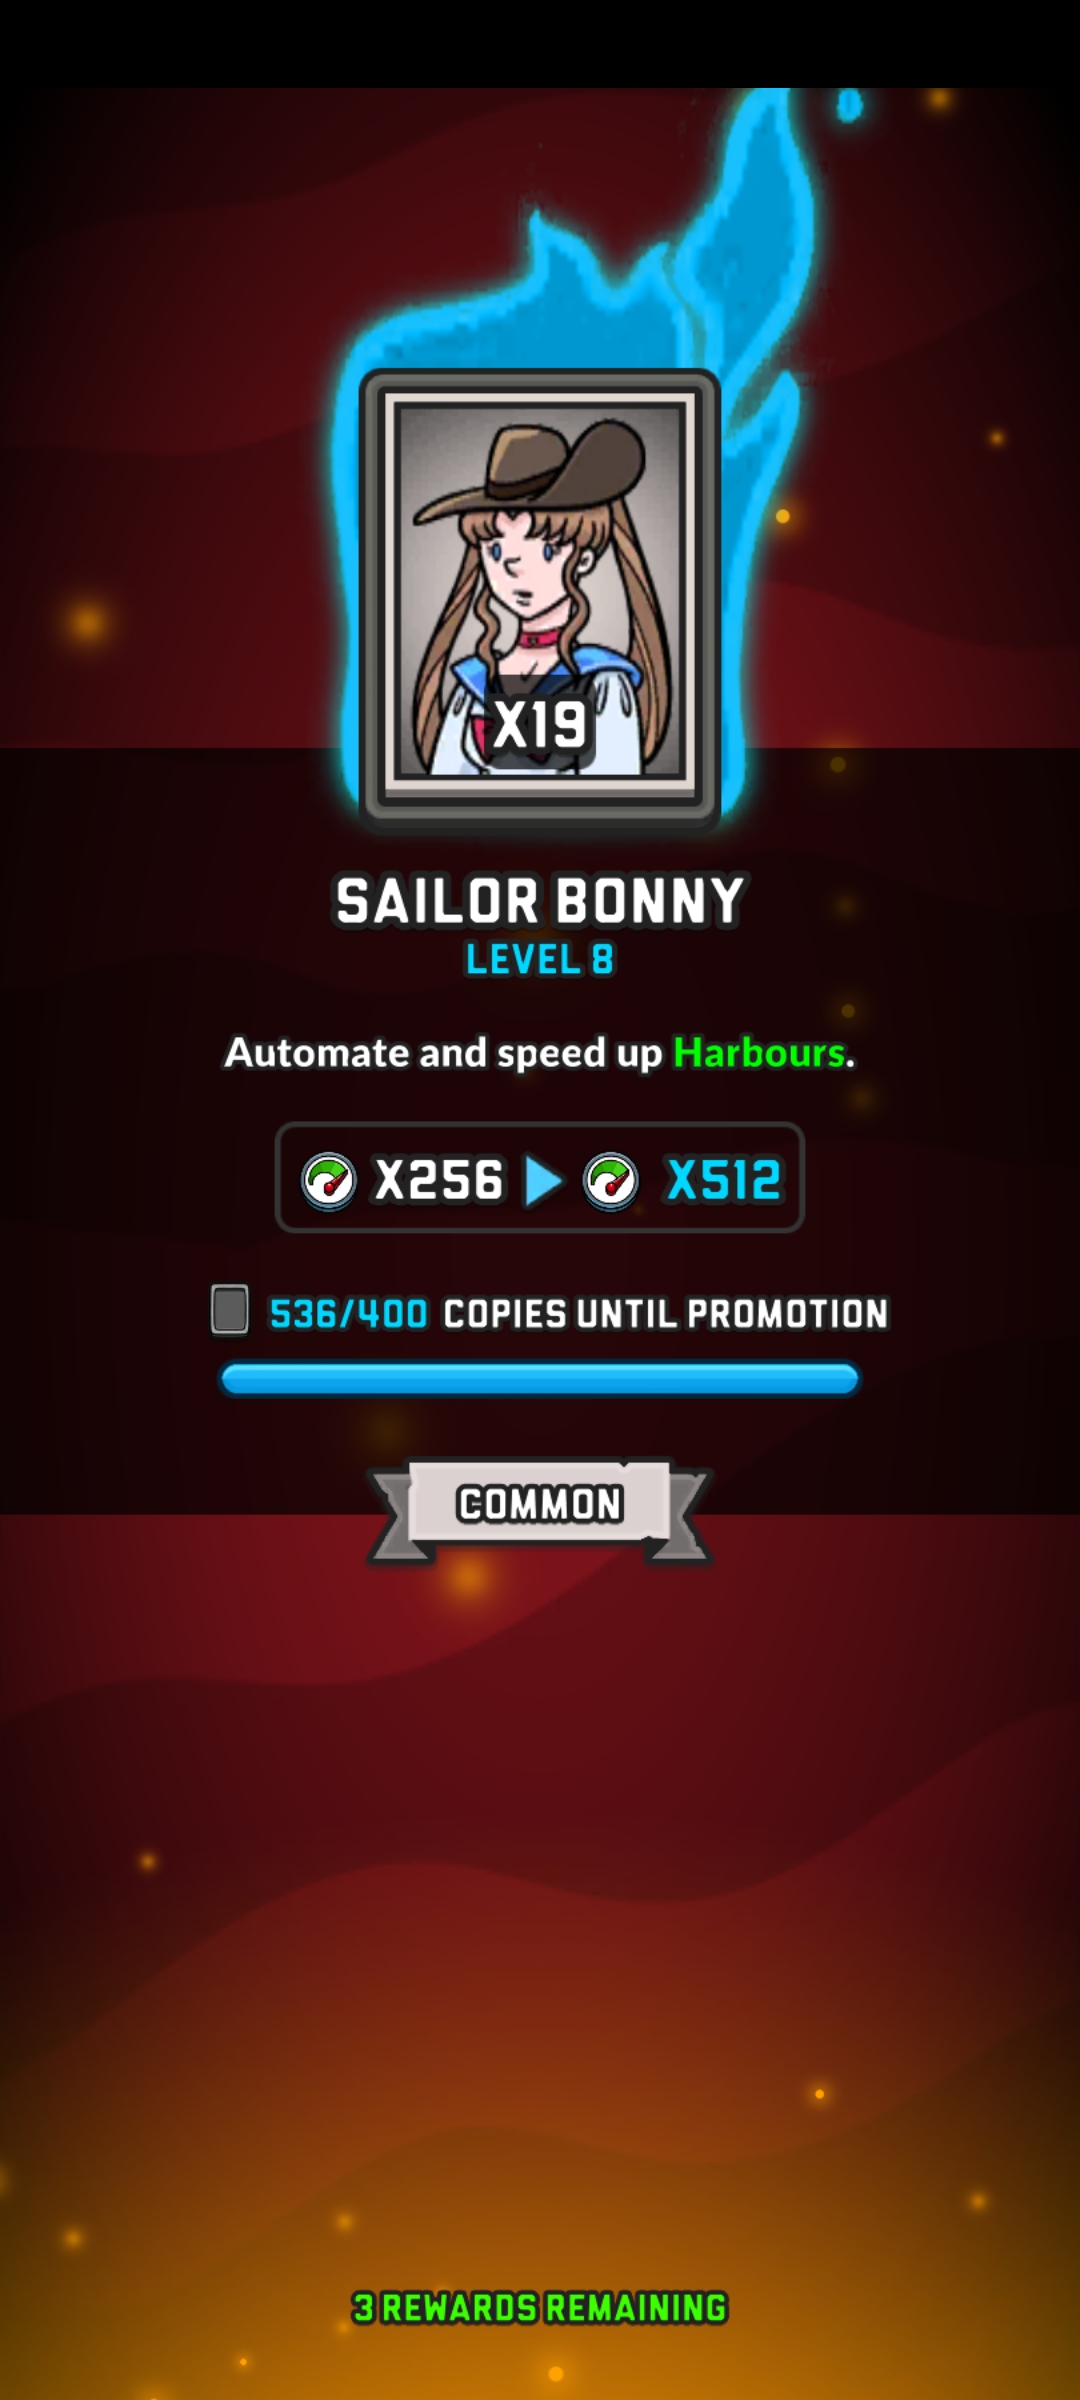 X19
SAILOR BONNY
LEVEL 8
Automate and speed up Harbours.
X256 X512
536/400 COPIES UNTIL PROMOTION
COMMON
3 REWARDS REMAINING